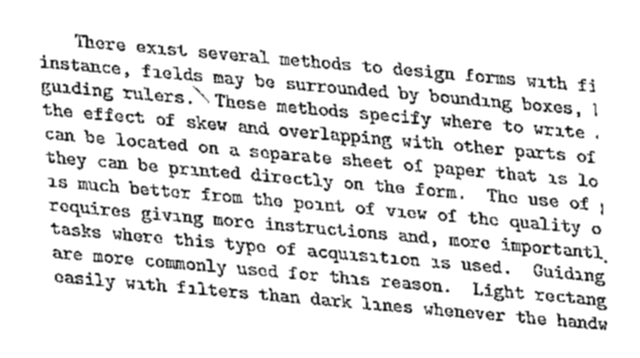 There exist several methods to design forms with fi
instance, fields may be surrounded by bounding boxes, l
guiding rulers. These methods specify where to write
the effect of skew and overlapping with other parts of
can be located on a separate sheet of paper that is lo
they can be printed directly on the form. The use of
is much better from the point of view of the quality o
requires giving more instructions and, more importantl
tasks where this type of acquisition is used. Guiding
are more commonly used for this reason. Light rectang
easily with filters than dark lines whenever the handw